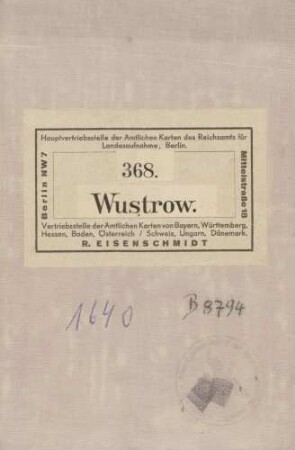 Hauptvertriebsstelle der Amtlichen Karten des Reichsamts für
Landesaufnahme, Berlin.
Berlin NW7
368.
Wustrow.
Mittelstraße 18
Vertriebsstelle der Amtlichen Karten von Bayern, Württemberg,
Hessen, Baden, Österreich / Schweiz, Ungarn, Dänemark.
R. EISENSCHMIDT
1640
B 8794